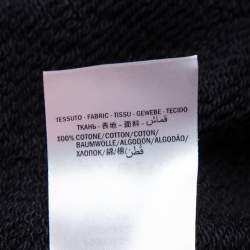 TESSUTO - FABRIC - TISSU - GEWEBE - TECIDO
ТКАНЬ - 表地 - 面料 - قماش
100% COTONE/COTTON/COTON/
BAUMWOLLE/ALGODON/ALGODÃO/
ХЛОПОК/綿/棉/قطن